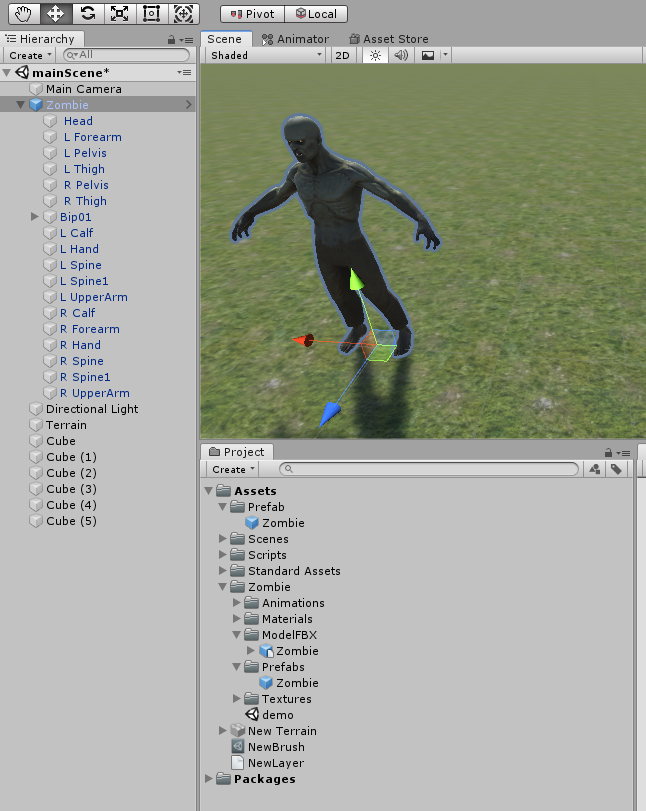 Pivot Local
Hierarchy
Create All
mainScene*
Main Camera
Zombie
Head
L Forearm
L Pelvis
L Thigh
R Pelvis
R Thigh
Bip01
L Calf
L Hand
L Spine
L Spine1
L UpperArm
R Calf
R Forearm
R Hand
R Spine
R Spine1
R UpperArm
Directional Light
Terrain
Cube
Cube (1)
Cube (2)
Cube (3)
Cube (4)
Cube (5)
Scene Animator Asset Store
Shaded 2D
Project
Create
Assets
Prefab
Zombie
Scenes
Scripts
Standard Assets
Zombie
Animations
Materials
ModelFBX
Zombie
Prefabs
Zombie
Textures
demo
New Terrain
NewBrush
NewLayer
Packages